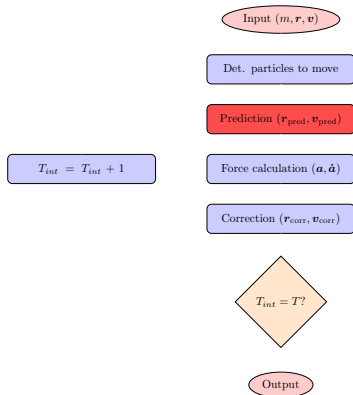 Input (m, r, v)
Det. particles to move
Prediction (r_pred, v_pred)
T_int = T_int + 1
Force calculation (a, ȧ)
Correction (r_corr, v_corr)
T_int = T?
Output